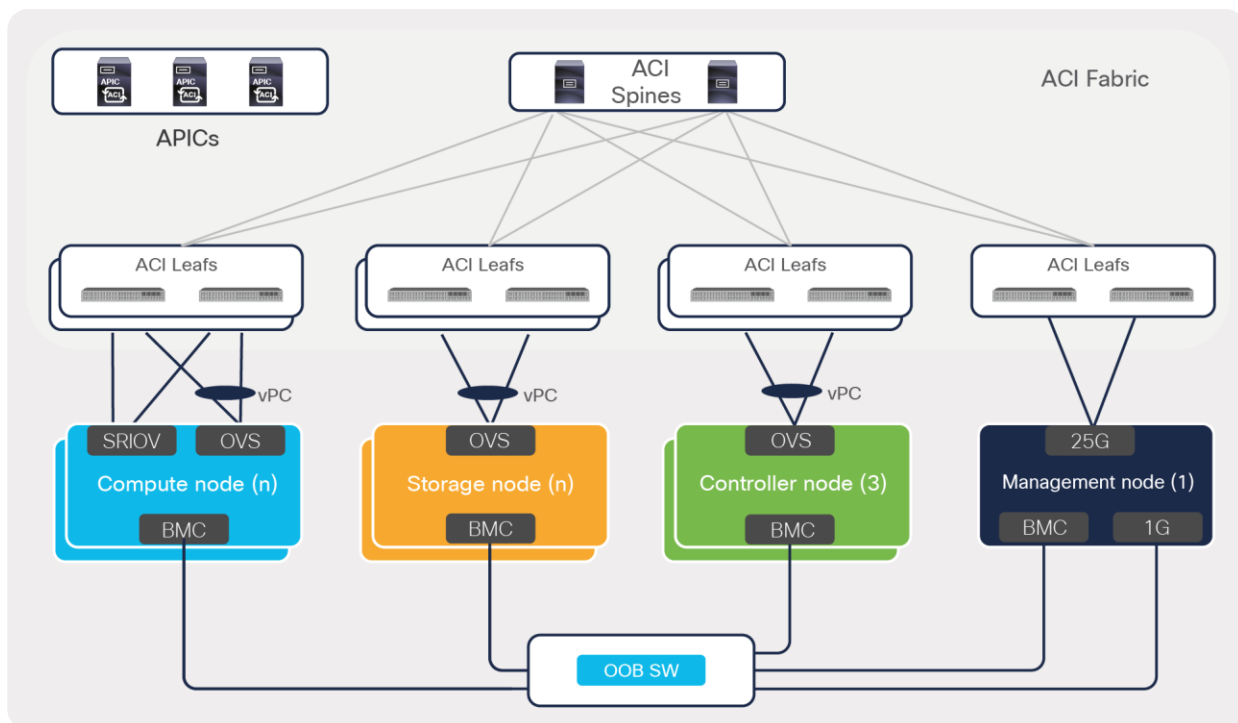 APIC
ACI
APIC
ACI
APIC
ACI
APICs
ACI
Spines
ACI Fabric
ACI Leafs
ACI Leafs
ACI Leafs
ACI Leafs
vPC
vPC
vPC
SRIOV
OVS
Compute node (n)
BMC
OVS
Storage node (n)
BMC
OVS
Controller node (3)
BMC
25G
Management node (1)
BMC
1G
OOB SW